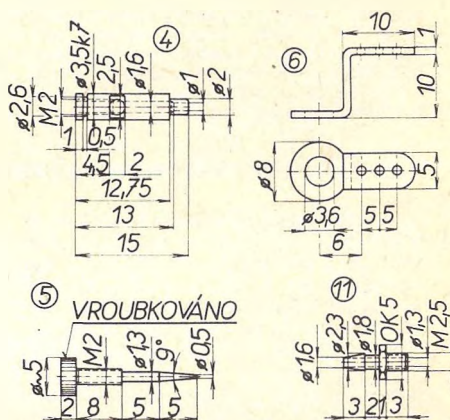 ④
ø2,6
M2
ø3,5k7
2,5
ø1,6
ø1
ø2
1
0,5
4,5
2
12,75
13
15
⑥
10
1
10
ø8
ø3,6
5 5
5
6
⑤ VROUBKOVÁNO
M2
ø1,3
9°
ø0,5
2 8 5 5
⑪
ø1,6
ø2,3
ø1,8
OK5
ø1,3
M2,5
3 2 1 3